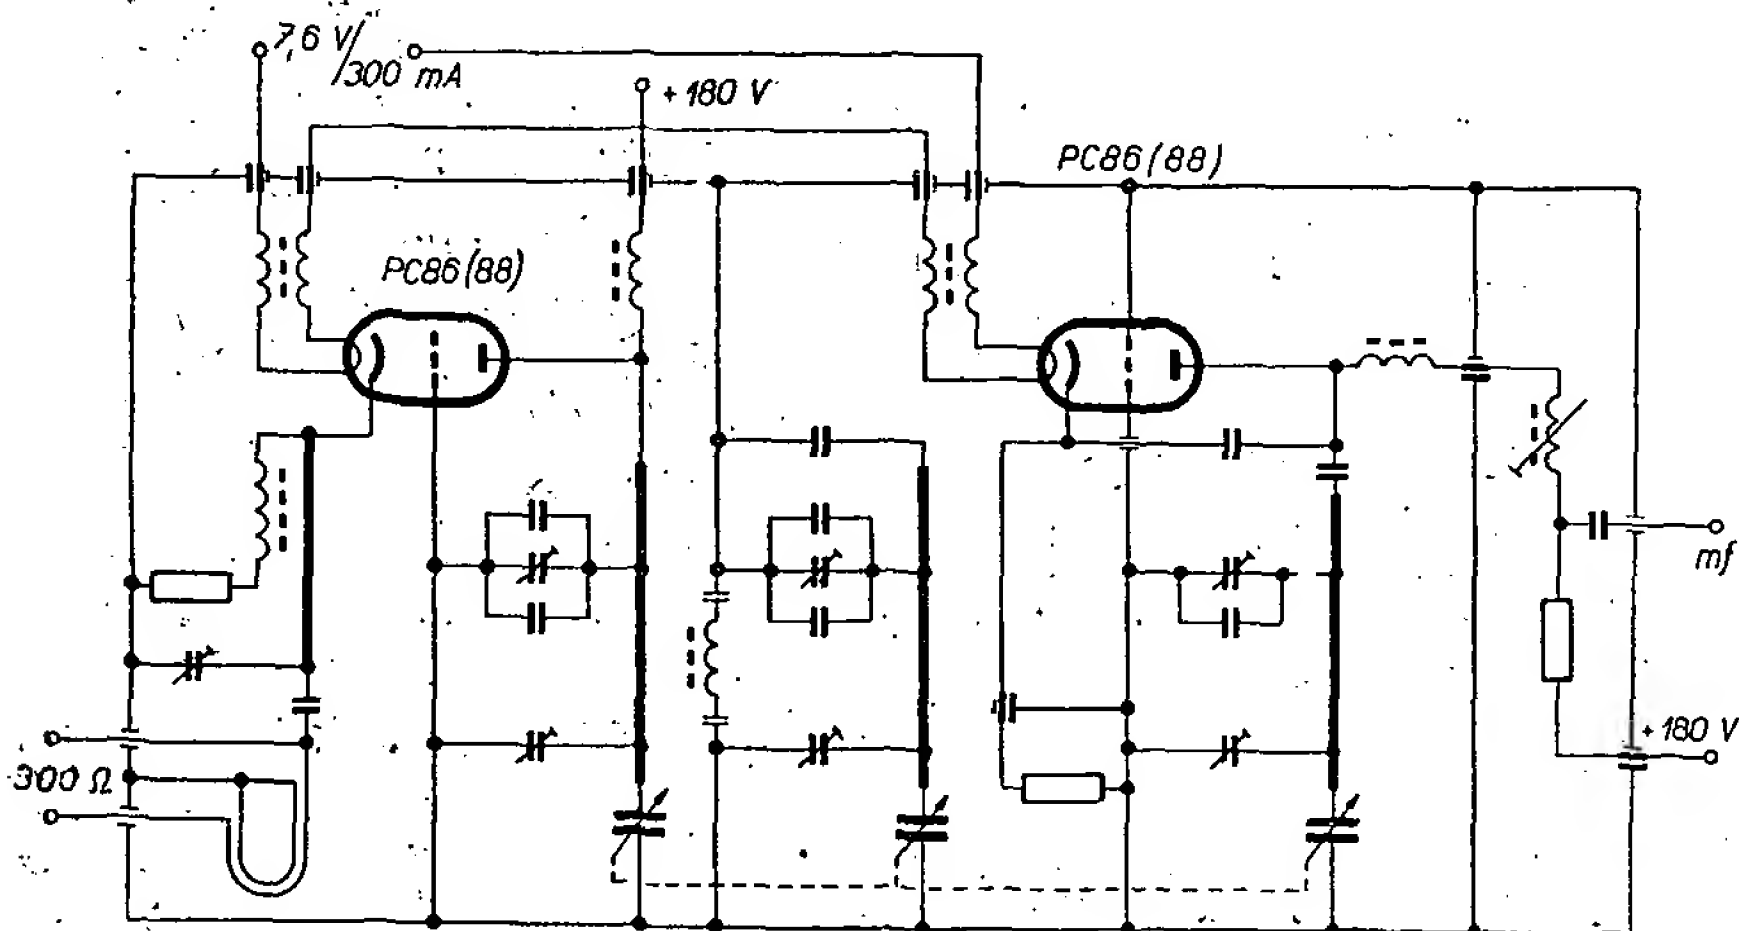 7,6 V/
300 mA
+ 180 V
PC86(88)
PC86(88)
mf
+ 180 V
300 Ω